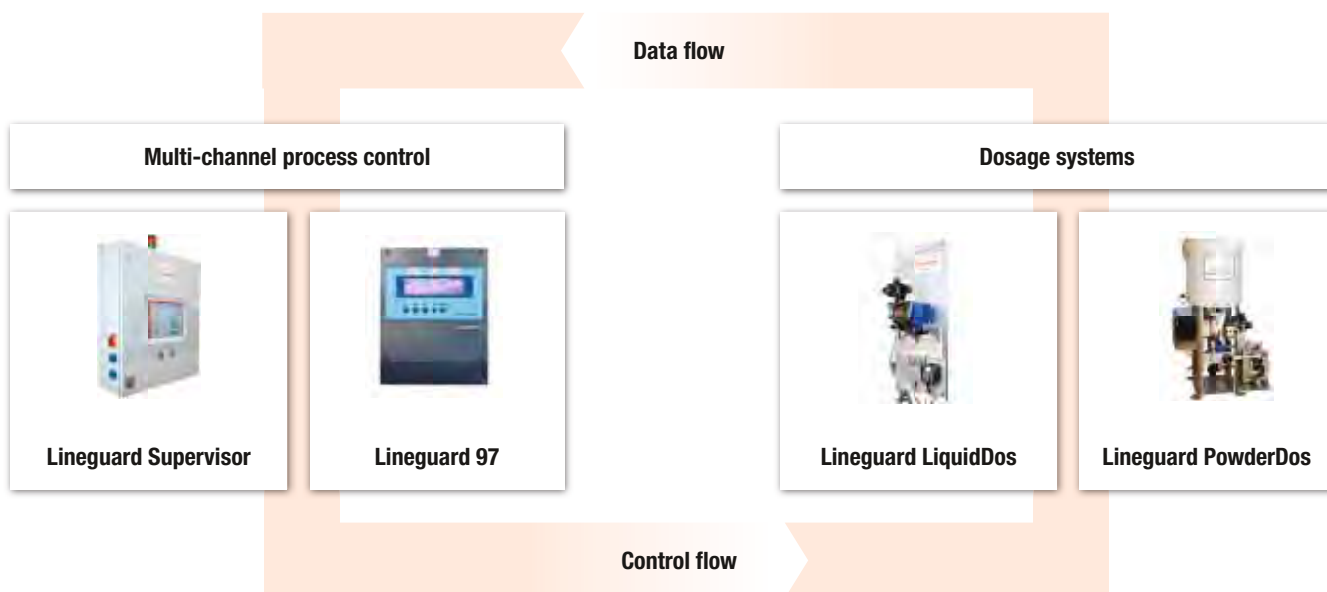 Data flow
Multi-channel process control
Dosage systems
Lineguard Supervisor
Lineguard 97
Lineguard LiquidDos
Lineguard PowderDos
Control flow